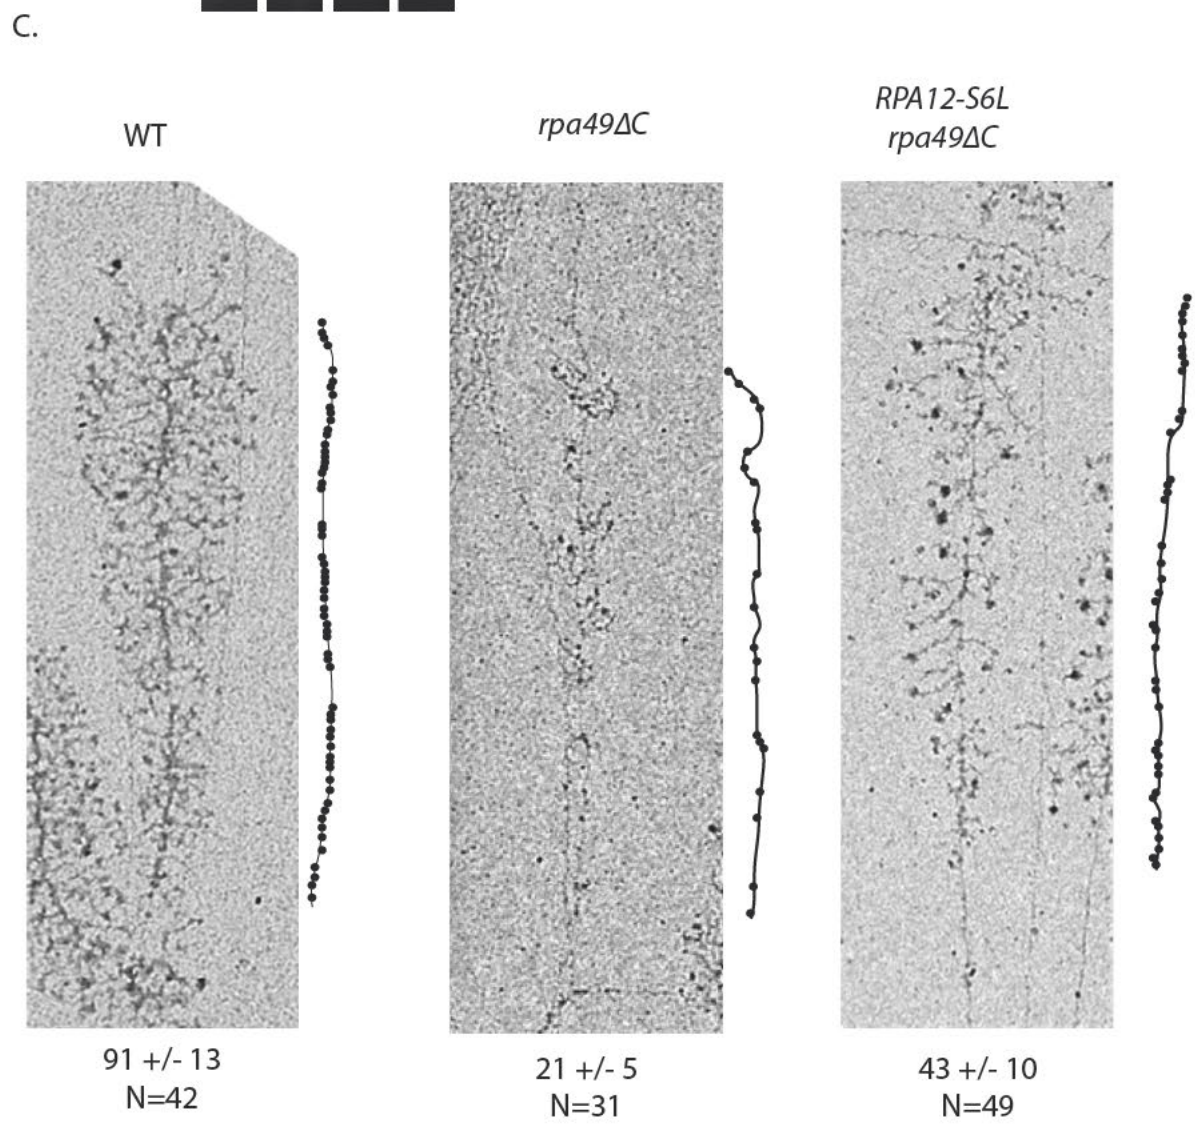 C.
WT
rpa49ΔC
RPA12-S6L
rpa49ΔC
91 +/- 13
N=42
21 +/- 5
N=31
43 +/- 10
N=49